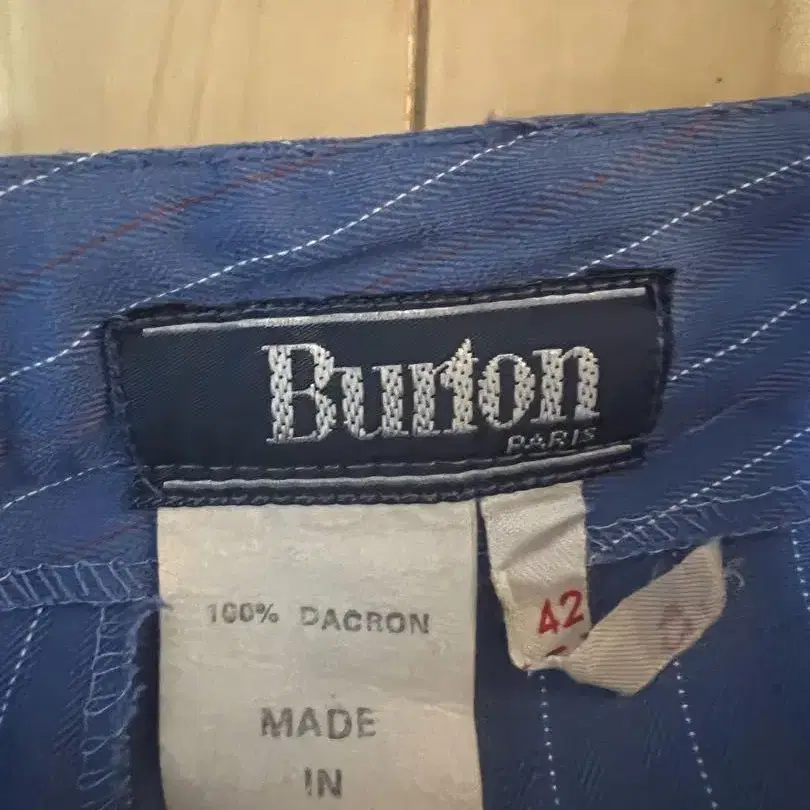 Burton
PARIS
100% DACRON
42
MADE
IN